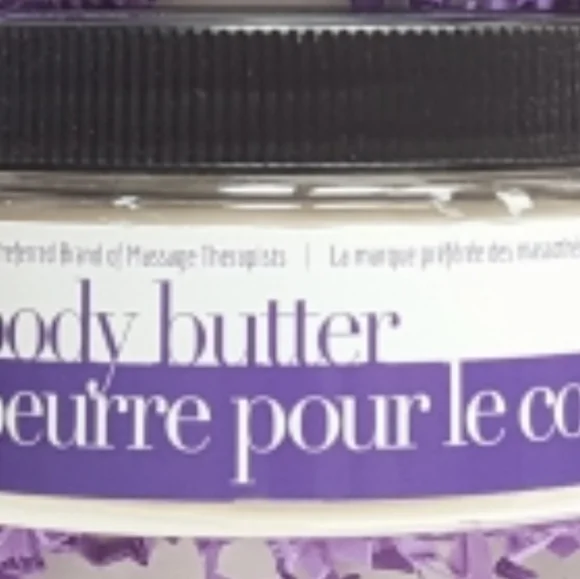 Preferred Brand of Massage Therapists | La marque préférée des
body butter
beurre pour le co